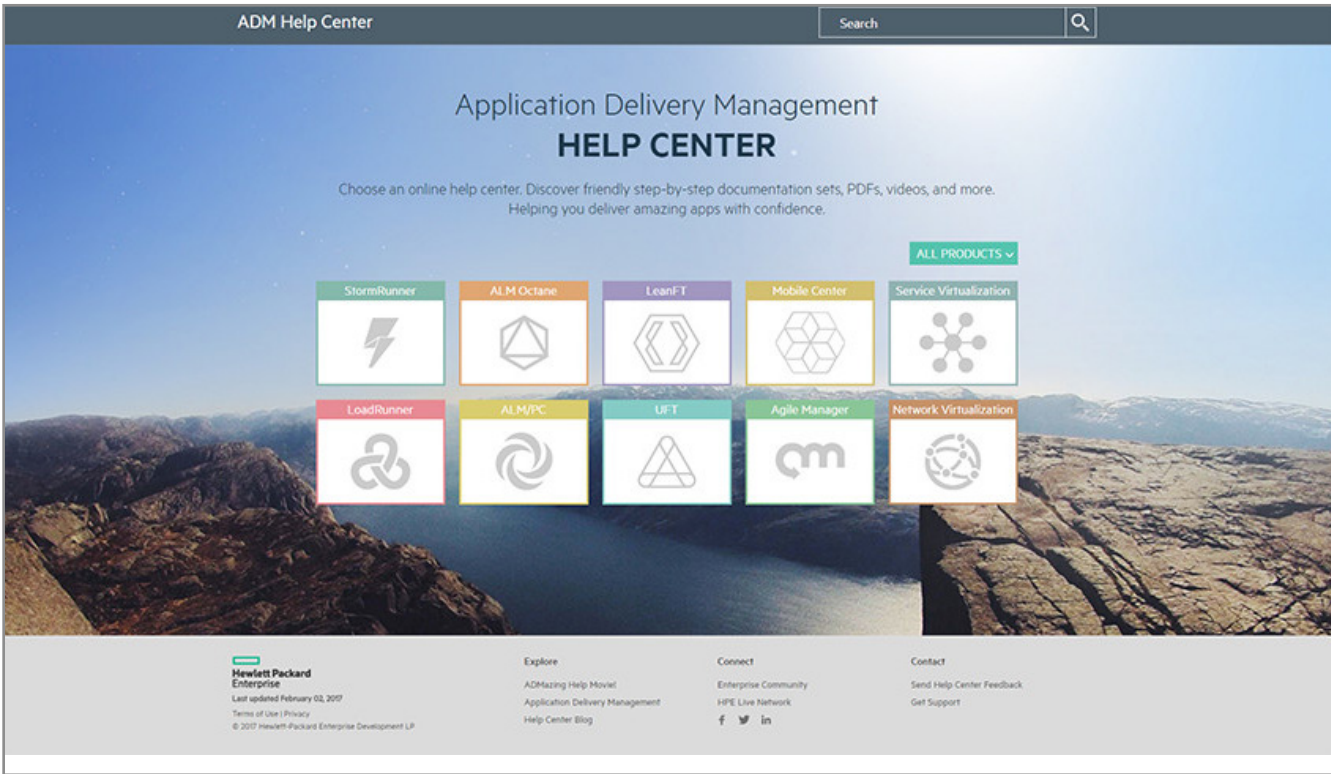 ADM Help Center
Search
Application Delivery Management
HELP CENTER
Choose an online help center. Discover friendly step-by-step documentation sets, PDFs, videos, and more.
Helping you deliver amazing apps with confidence.
ALL PRODUCTS
StormRunner
ALM Octane
LeanFT
Mobile Center
Service Virtualization
LoadRunner
ALM/PC
UFT
Agile Manager
Network Virtualization
Hewlett Packard
Enterprise
Last updated February 02, 2017
Terms of Use | Privacy
© 2017 Hewlett-Packard Enterprise Development LP
Explore
ADMazing Help Movie!
Application Delivery Management
Help Center Blog
Connect
Enterprise Community
HPE Live Network
Contact
Send Help Center Feedback
Get Support